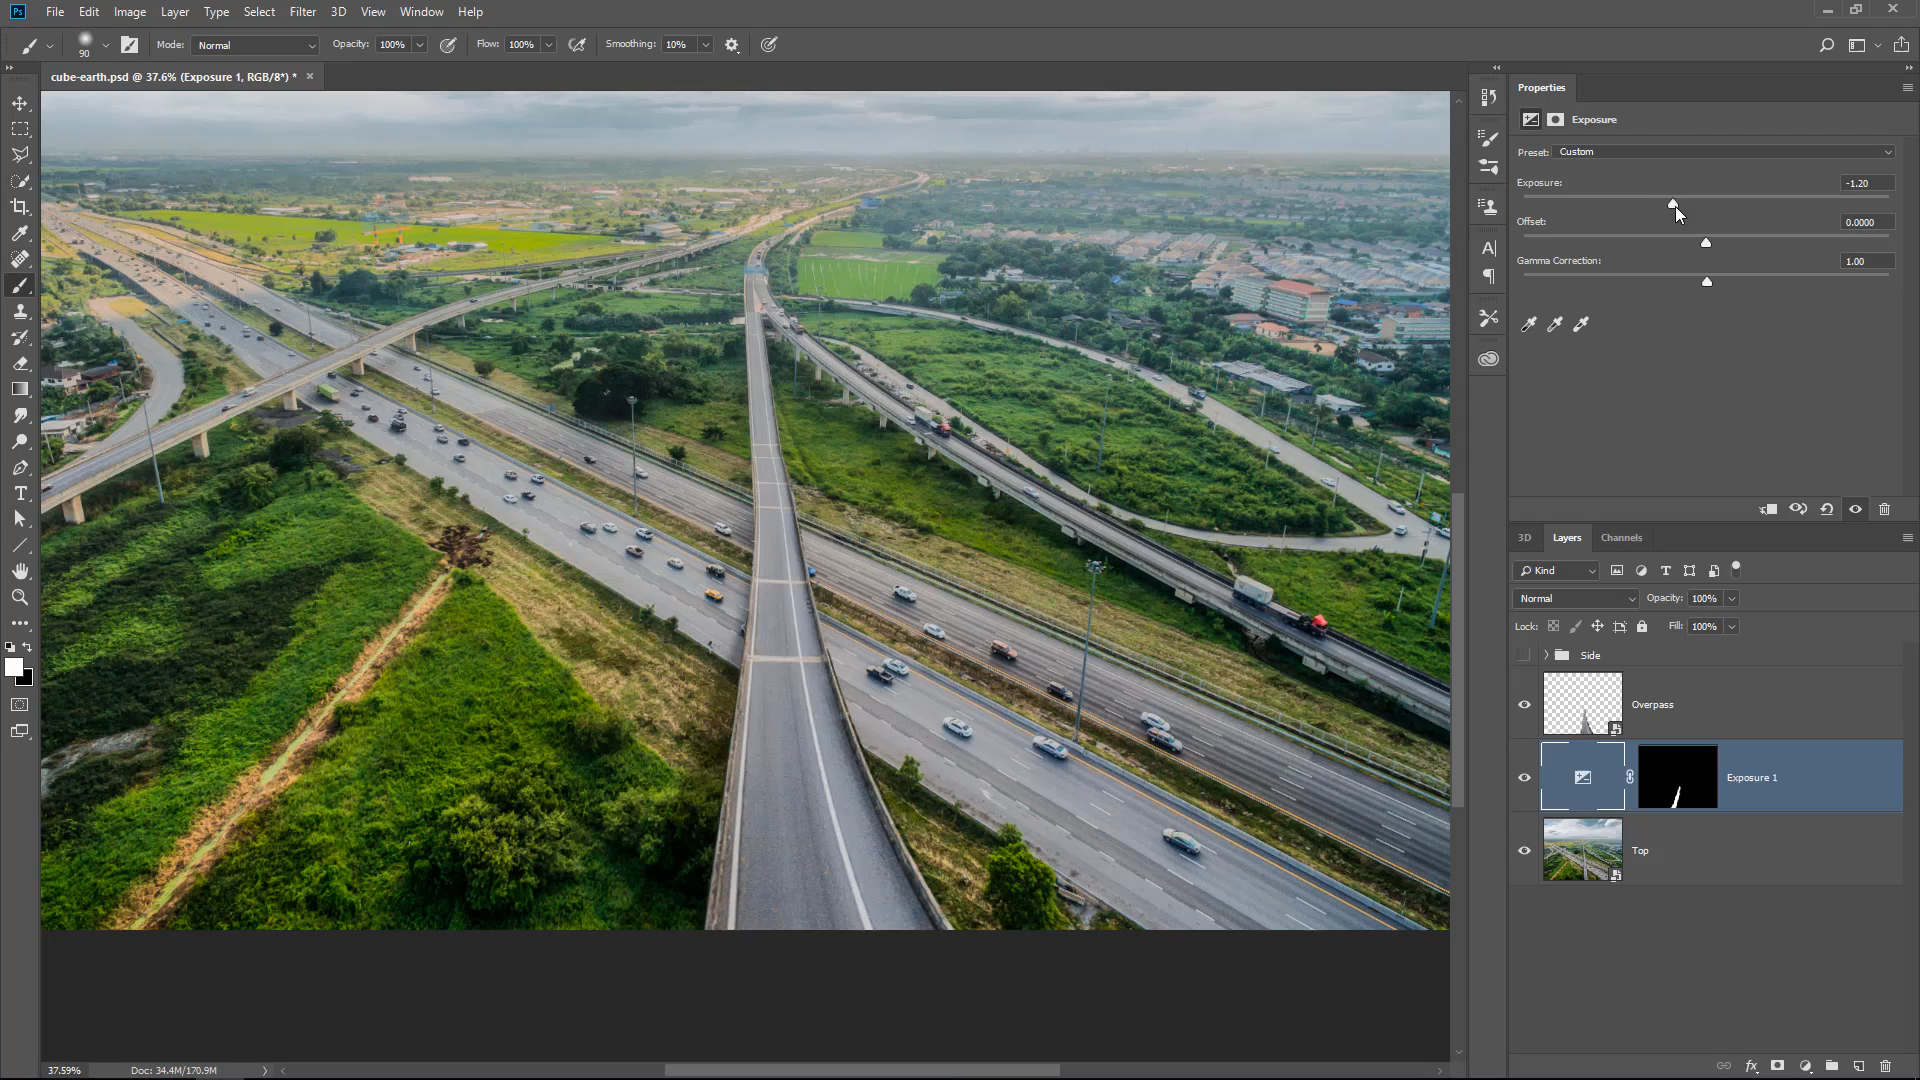 Ps File Edit Image Layer Type Select Filter 3D View Window Help
90 Mode: Normal Opacity: 100% Flow: 100% Smoothing: 10%
cube-earth.psd @ 37.6% (Exposure 1, RGB/8*) * ×
Properties
Exposure
Preset: Custom
Exposure: -1.20
Offset: 0.0000
Gamma Correction: 1.00
3D Layers Channels
Kind
Normal Opacity: 100%
Lock: Fill: 100%
Side
Overpass
Exposure 1
Top
37.59% Doc: 34.4M/170.9M